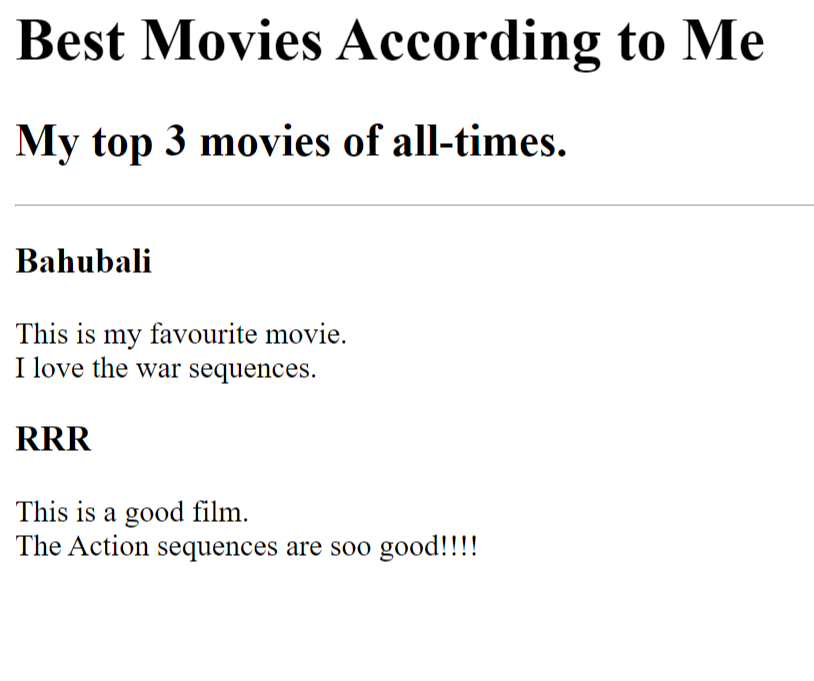 Best Movies According to Me
My top 3 movies of all-times.
Bahubali
This is my favourite movie.
I love the war sequences.
RRR
This is a good film.
The Action sequences are soo good!!!!